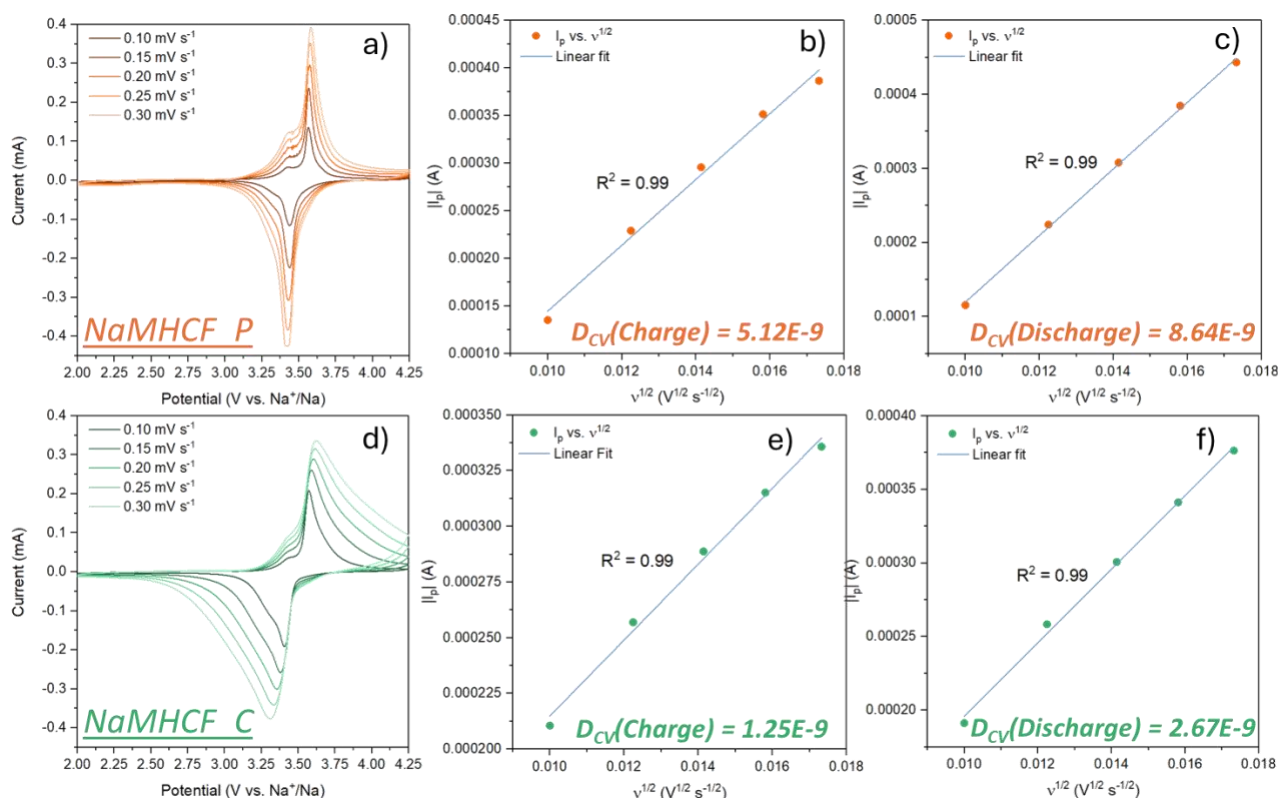 a)
0.10 mV s⁻¹
0.15 mV s⁻¹
0.20 mV s⁻¹
0.25 mV s⁻¹
0.30 mV s⁻¹
0.4
0.3
0.2
0.1
0.0
-0.1
-0.2
-0.3
-0.4
Current (mA)
NaMHCF_P
2.00 2.25 2.50 2.75 3.00 3.25 3.50 3.75 4.00 4.25
Potential (V vs. Na⁺/Na)
b)
Iₚ vs. ν¹ᐟ²
Linear fit
0.00045
0.00040
0.00035
0.00030
0.00025
0.00020
0.00015
0.00010
|Iₚ| (A)
R² = 0.99
D_CV(Charge) = 5.12E-9
0.010 0.012 0.014 0.016 0.018
ν¹ᐟ² (V¹ᐟ² s⁻¹ᐟ²)
c)
Iₚ vs. ν¹ᐟ²
Linear fit
0.0005
0.0004
0.0003
0.0002
0.0001
|Iₚ| (A)
R² = 0.99
D_CV(Discharge) = 8.64E-9
0.010 0.012 0.014 0.016 0.018
ν¹ᐟ² (V¹ᐟ² s⁻¹ᐟ²)
d)
0.10 mV s⁻¹
0.15 mV s⁻¹
0.20 mV s⁻¹
0.25 mV s⁻¹
0.30 mV s⁻¹
0.4
0.3
0.2
0.1
0.0
-0.1
-0.2
-0.3
-0.4
Current (mA)
NaMHCF_C
2.00 2.25 2.50 2.75 3.00 3.25 3.50 3.75 4.00 4.25
Potential (V vs. Na⁺/Na)
e)
Iₚ vs. ν¹ᐟ²
Linear Fit
0.000350
0.000325
0.000300
0.000275
0.000250
0.000225
0.000200
|Iₚ| (A)
R² = 0.99
D_CV(Charge) = 1.25E-9
0.010 0.012 0.014 0.016 0.018
ν¹ᐟ² (V¹ᐟ² s⁻¹ᐟ²)
f)
Iₚ vs. ν¹ᐟ²
Linear fit
0.00040
0.00035
0.00030
0.00025
0.00020
|Iₚ| (A)
R² = 0.99
D_CV(Discharge) = 2.67E-9
0.010 0.012 0.014 0.016 0.018
ν¹ᐟ² (V¹ᐟ² s⁻¹ᐟ²)